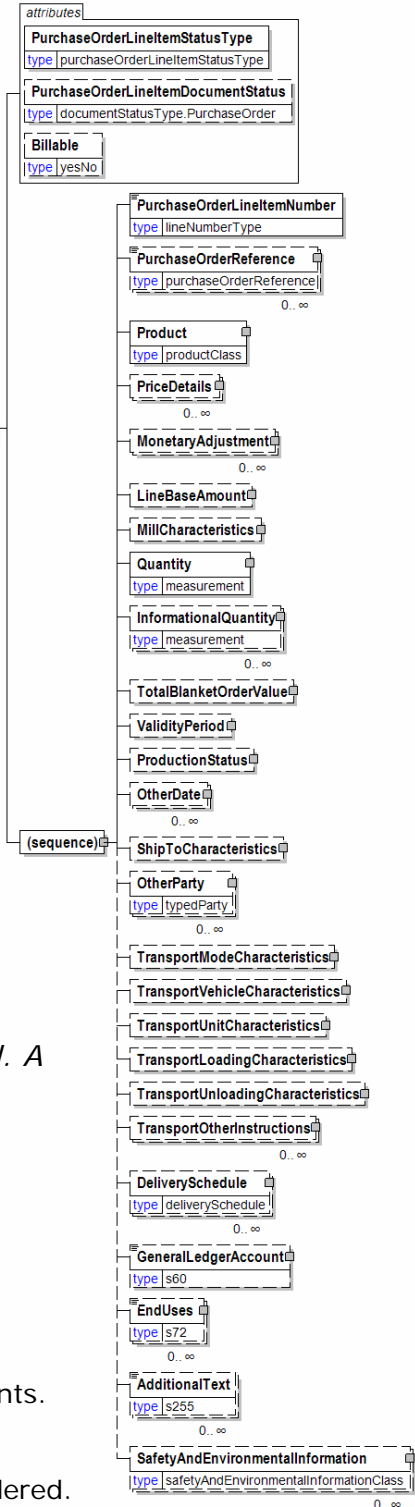 attributes
PurchaseOrderLineItemStatusType
type purchaseOrderLineItemStatusType
PurchaseOrderLineItemDocumentStatus
type documentStatusType.PurchaseOrder
Billable
type yesNo
PurchaseOrderLineItemNumber
type lineNumberType
PurchaseOrderReference
type purchaseOrderReference
0.. ∞
Product
type productClass
PriceDetails
0.. ∞
MonetaryAdjustment
0.. ∞
LineBaseAmount
MillCharacteristics
Quantity
type measurement
InformationalQuantity
type measurement
0.. ∞
TotalBlanketOrderValue
ValidityPeriod
ProductionStatus
OtherDate
0.. ∞
(sequence)
ShipToCharacteristics
OtherParty
type typedParty
0.. ∞
TransportModeCharacteristics
TransportVehicleCharacteristics
TransportUnitCharacteristics
. A
TransportLoadingCharacteristics
TransportUnloadingCharacteristics
TransportOtherInstructions
0.. ∞
DeliverySchedule
type deliverySchedule
0.. ∞
GeneralLedgerAccount
type s60
EndUses
type s72
0.. ∞
AdditionalText
type s255
0.. ∞
nts.
SafetyAndEnvironmentalInformation
type safetyAndEnvironmentalInformationClass
0.. ∞
dered.